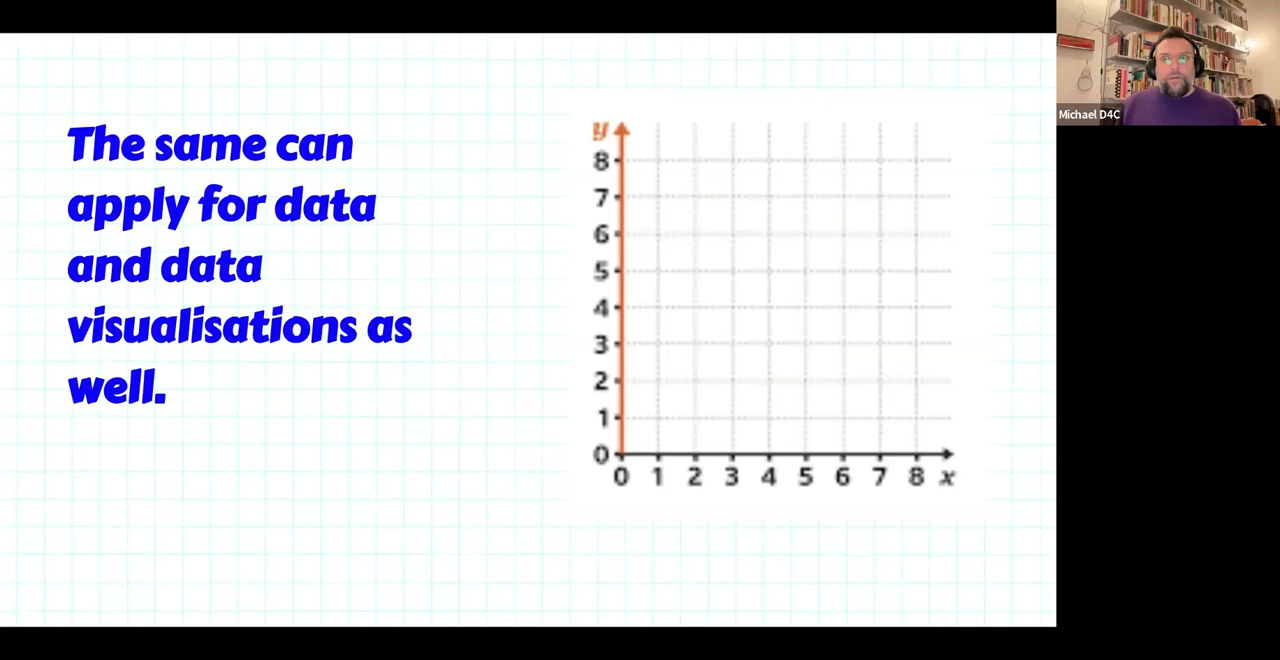 The same can
apply for data
and data
visualisations as
well.
y
8
7
6
5
4
3
2
1
0
0 1 2 3 4 5 6 7 8 x
Michael D4C